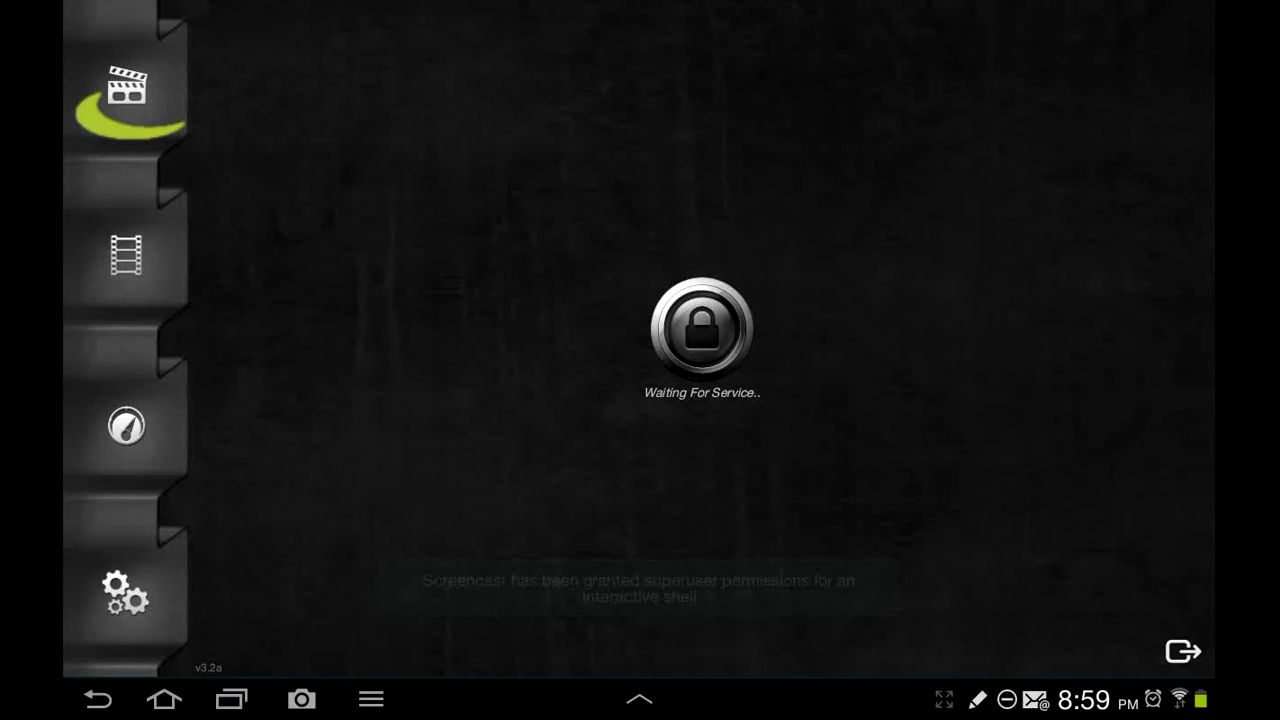 Waiting For Service..
Screencast has been granted superuser permissions for an
interactive shell
v3.2a
8:59 PM